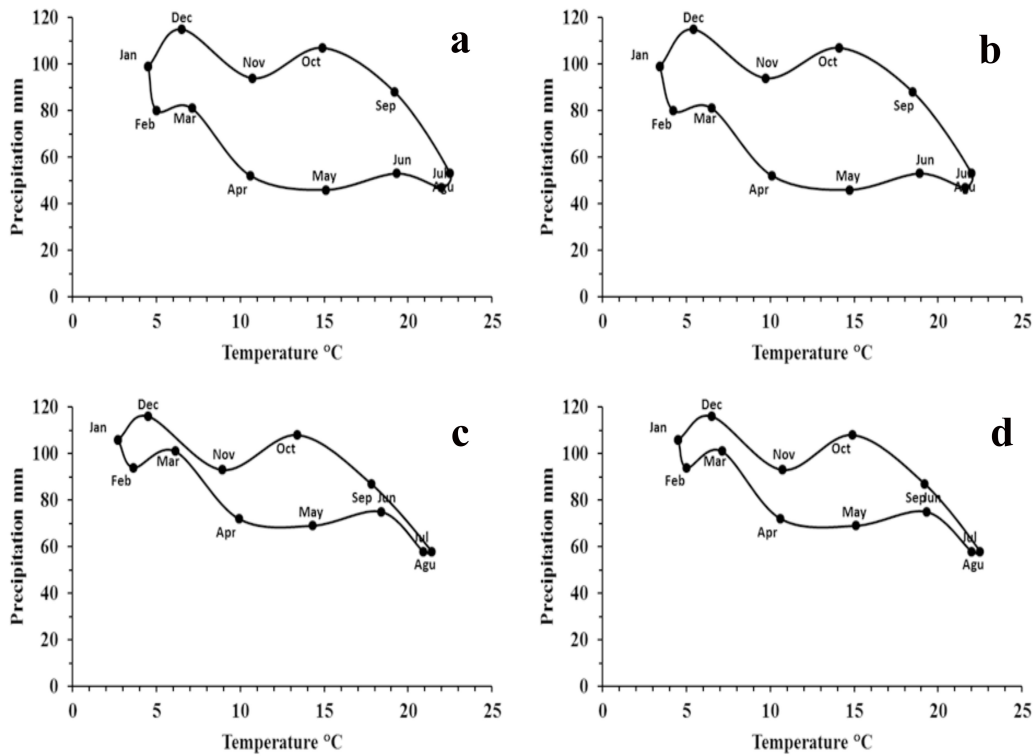 a
Precipitation mm
120
100
80
60
40
20
0
Dec
Jan
Nov
Oct
Feb
Mar
Sep
Apr
May
Jun
Jul
Agu
0 5 10 15 20 25
Temperature °C
b
Precipitation mm
120
100
80
60
40
20
0
Dec
Jan
Nov
Oct
Feb
Mar
Sep
Apr
May
Jun
Jul
Agu
0 5 10 15 20 25
Temperature °C
c
Precipitation mm
120
100
80
60
40
20
0
Dec
Jan
Nov
Oct
Feb
Mar
Sep Jun
Apr
May
Jul
Agu
0 5 10 15 20 25
Temperature °C
d
Precipitation mm
120
100
80
60
40
20
0
Dec
Jan
Nov
Oct
Feb
Mar
Sep Jun
Apr
May
Jul
Agu
0 5 10 15 20 25
Temperature °C